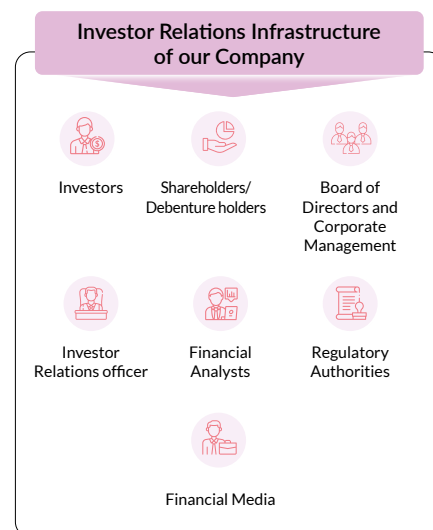 Investor Relations Infrastructure
of our Company
Investors
Shareholders/
Debenture holders
Board of
Directors and
Corporate
Management
Investor
Relations officer
Financial
Analysts
Regulatory
Authorities
Financial Media